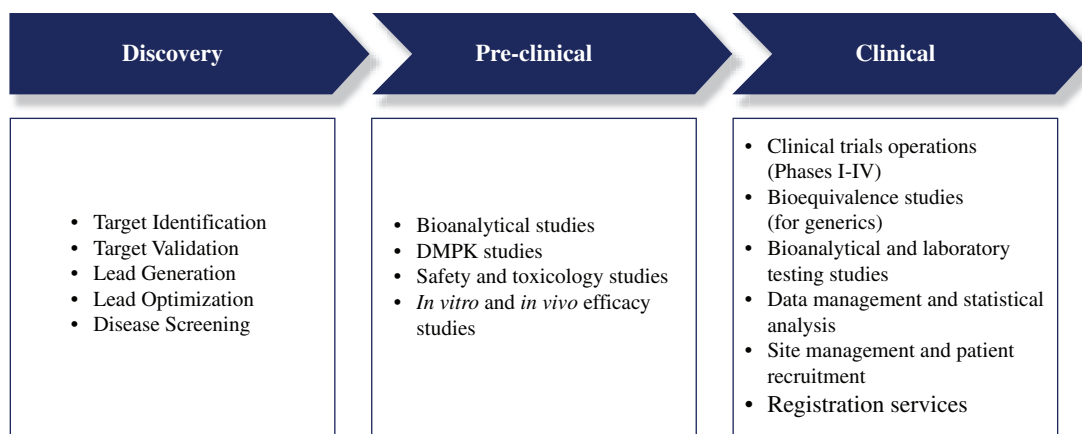 Discovery
Pre-clinical
Clinical
• Target Identification
• Target Validation
• Lead Generation
• Lead Optimization
• Disease Screening
• Bioanalytical studies
• DMPK studies
• Safety and toxicology studies
• In vitro and in vivo efficacy
studies
• Clinical trials operations
(Phases I-IV)
• Bioequivalence studies
(for generics)
• Bioanalytical and laboratory
testing studies
• Data management and statistical
analysis
• Site management and patient
recruitment
• Registration services